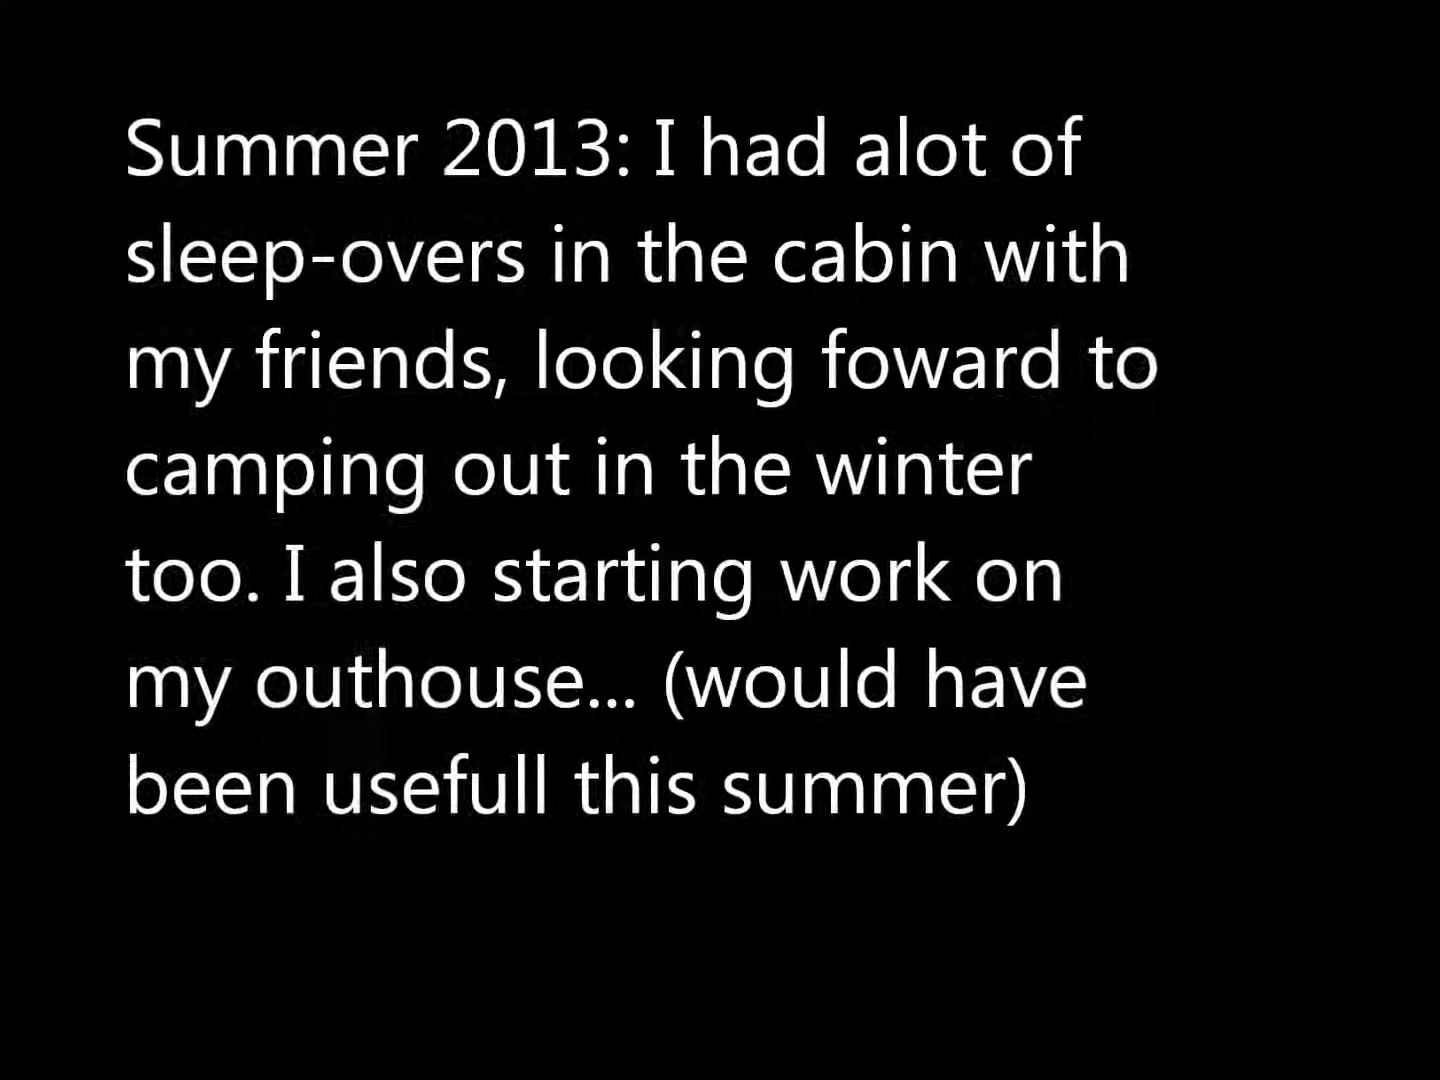 Summer 2013: I had alot of
sleep-overs in the cabin with
my friends, looking foward to
camping out in the winter
too. I also starting work on
my outhouse... (would have
been usefull this summer)